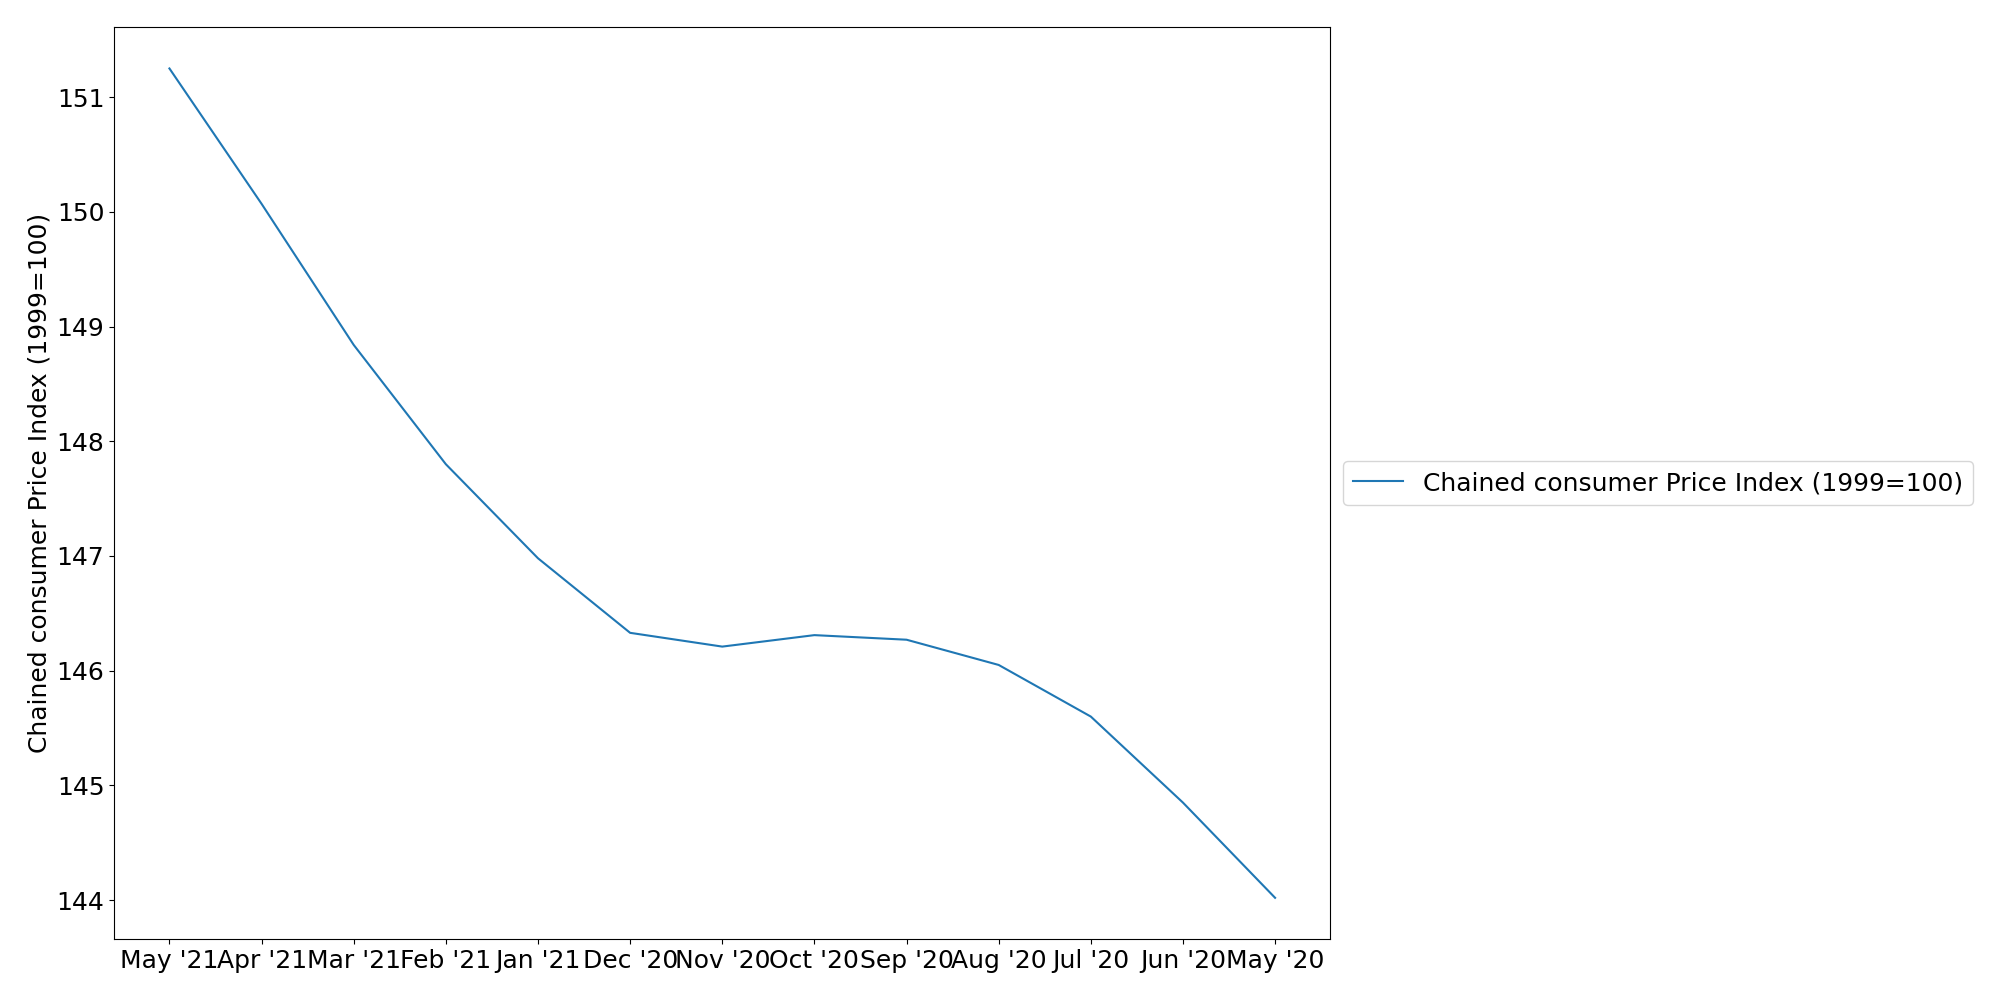 Chained consumer Price Index (1999=100)
151
150
149
148
147
146
145
144
May '21 Apr '21 Mar '21 Feb '21 Jan '21 Dec '20 Nov '20 Oct '20 Sep '20 Aug '20 Jul '20 Jun '20 May '20
Chained consumer Price Index (1999=100)